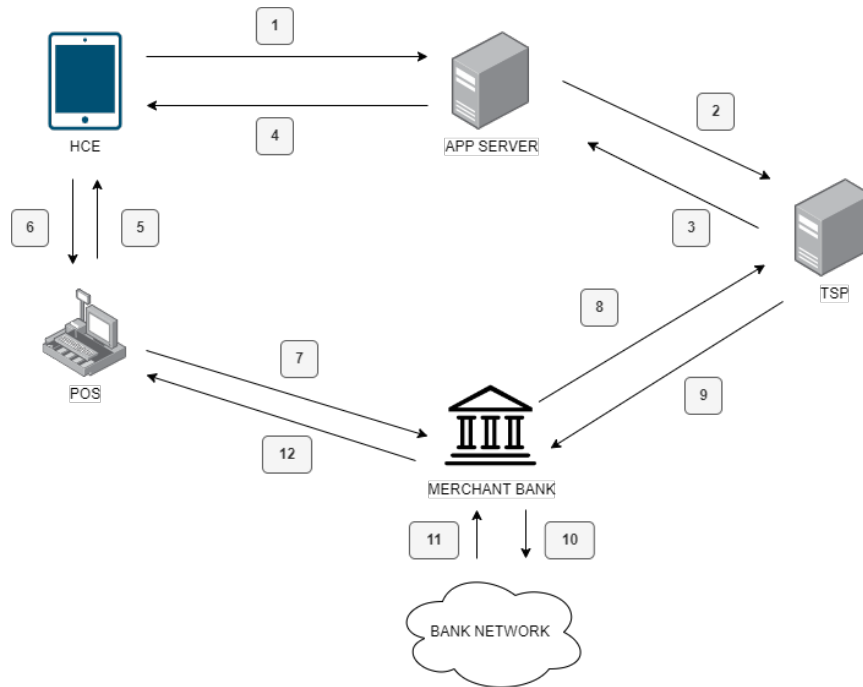 1
4
HCE
APP SERVER
2
3
6
5
TSP
8
7
9
POS
12
MERCHANT BANK
11
10
BANK NETWORK